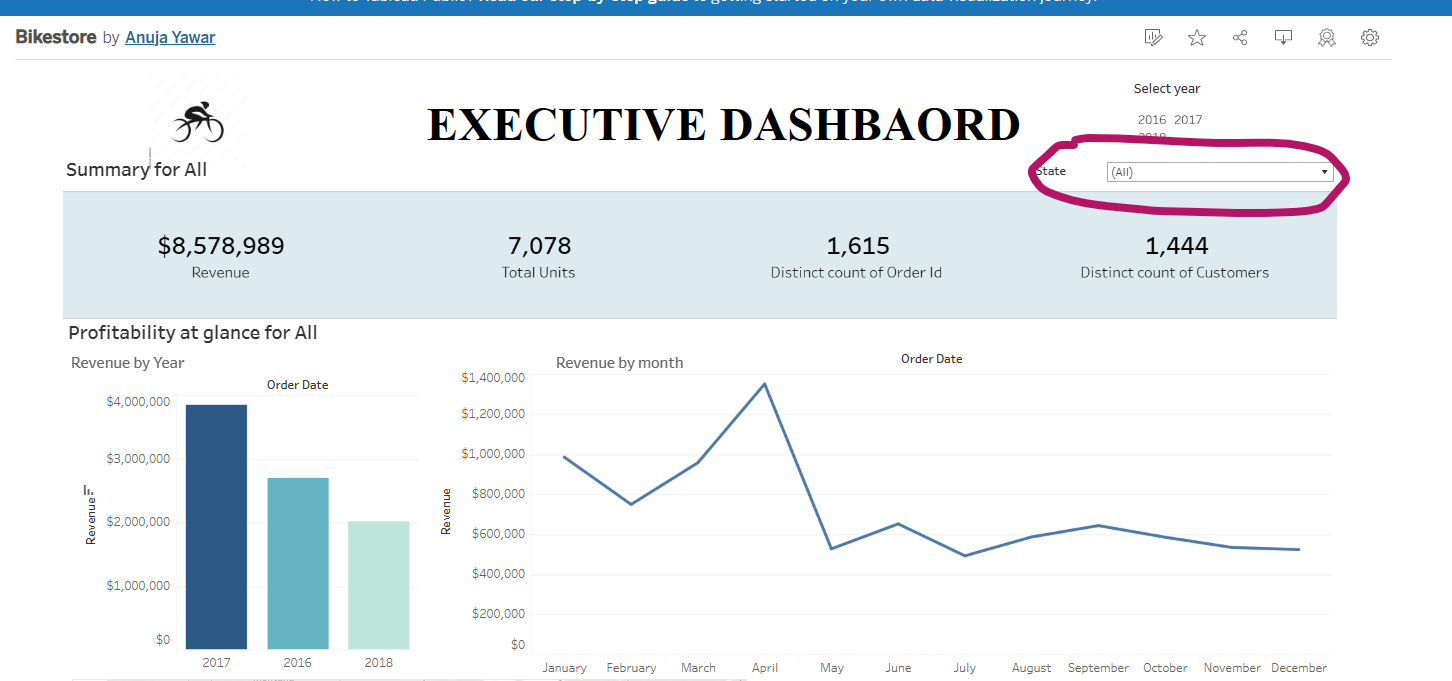 Bikestore by Anuja Yawar
EXECUTIVE DASHBAORD
Select year
2016 2017
2018
Summary for All
State (All)
$8,578,989 7,078 1,615 1,444
Revenue Total Units Distinct count of Order Id Distinct count of Customers
Profitability at glance for All
Revenue by Year
Order Date
Revenue
$4,000,000
$3,000,000
$2,000,000
$1,000,000
$0
2017 2016 2018
Revenue by month
Order Date
Revenue
$1,400,000
$1,200,000
$1,000,000
$800,000
$600,000
$400,000
$200,000
$0
January February March April May June July August September October November December